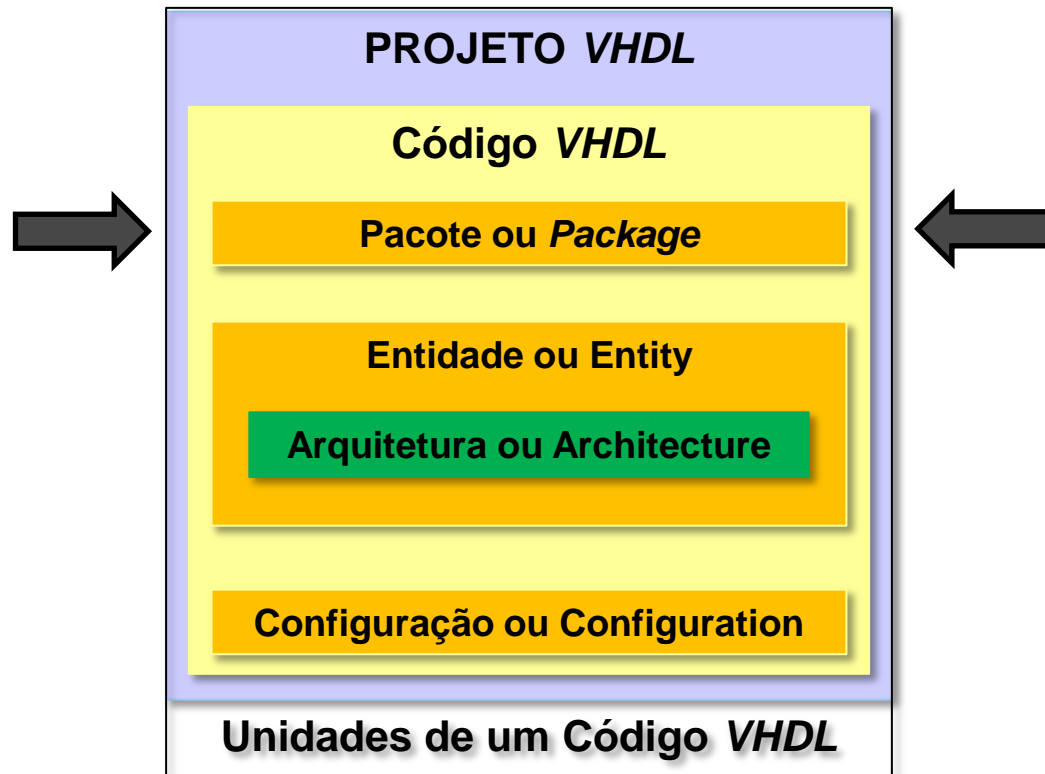 PROJETO VHDL
Código VHDL
Pacote ou Package
Entidade ou Entity
Arquitetura ou Architecture
Configuração ou Configuration
Unidades de um Código VHDL